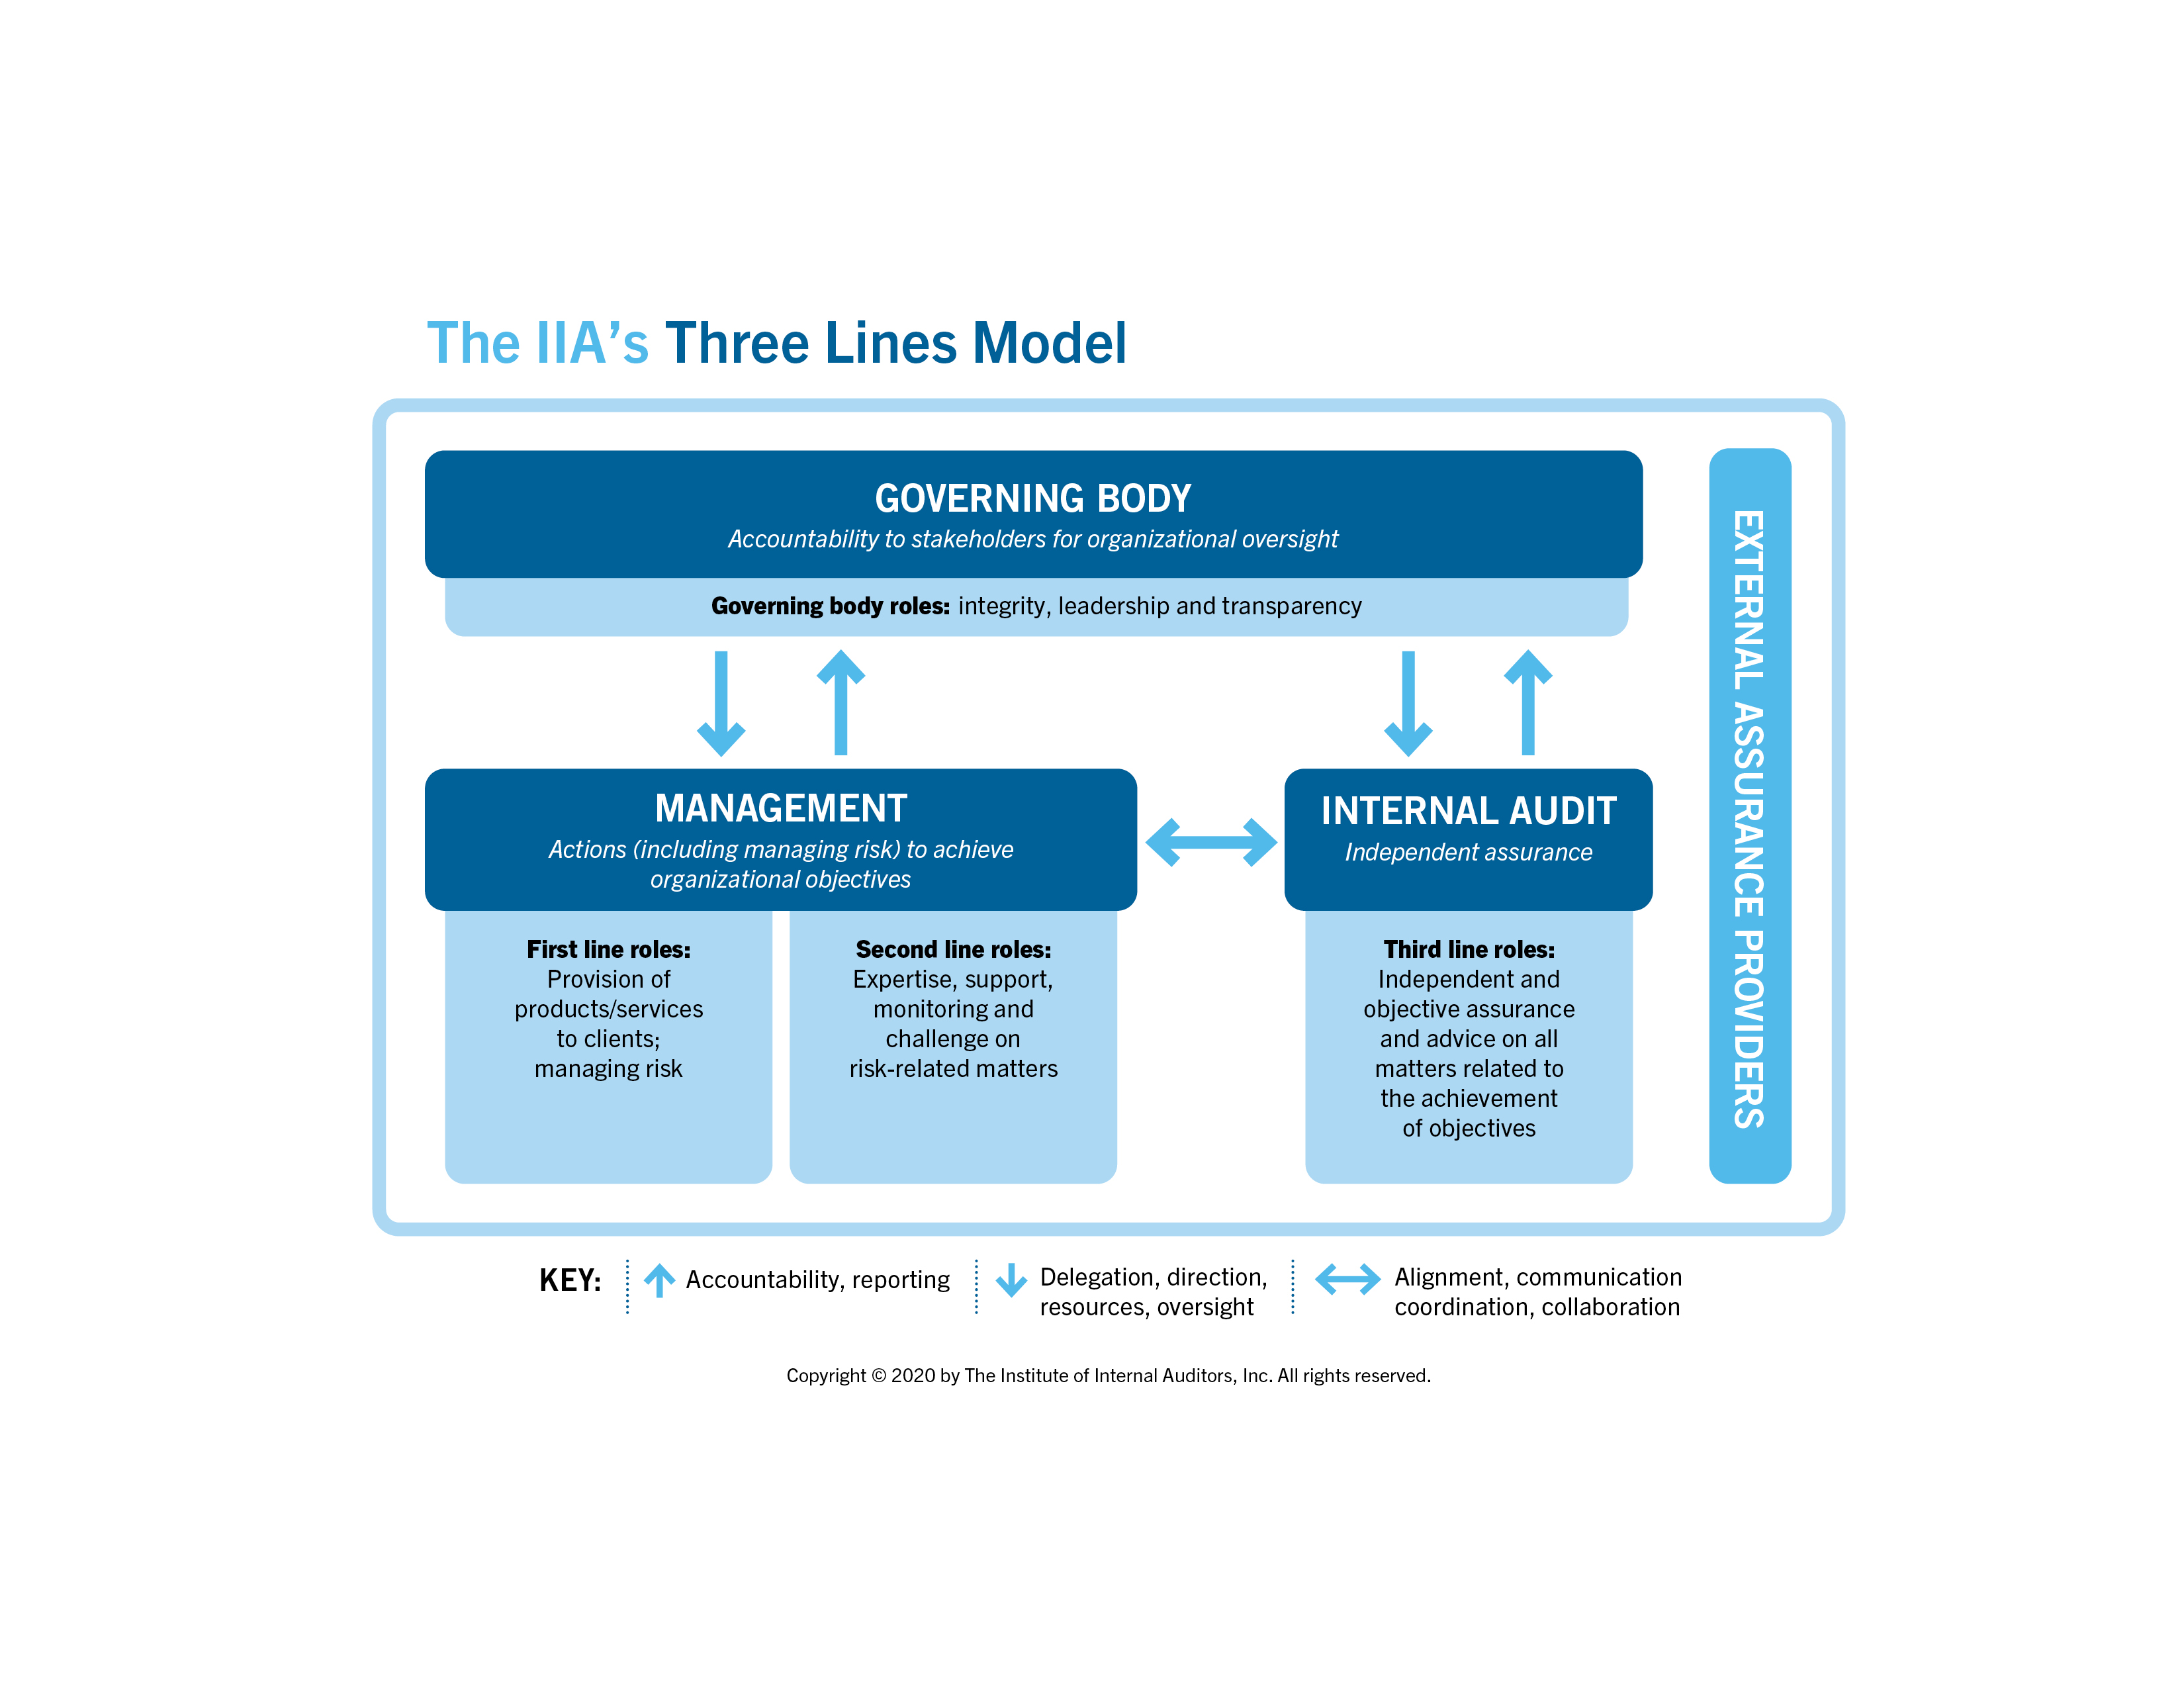 The IIA’s Three Lines Model
GOVERNING BODY
Accountability to stakeholders for organizational oversight
Governing body roles: integrity, leadership and transparency
MANAGEMENT
Actions (including managing risk) to achieve
organizational objectives
INTERNAL AUDIT
Independent assurance
First line roles:
Provision of
products/services
to clients;
managing risk
Second line roles:
Expertise, support,
monitoring and
challenge on
risk-related matters
Third line roles:
Independent and
objective assurance
and advice on all
matters related to
the achievement
of objectives
EXTERNAL ASSURANCE PROVIDERS
KEY:
Accountability, reporting
Delegation, direction,
resources, oversight
Alignment, communication
coordination, collaboration
Copyright © 2020 by The Institute of Internal Auditors, Inc. All rights reserved.